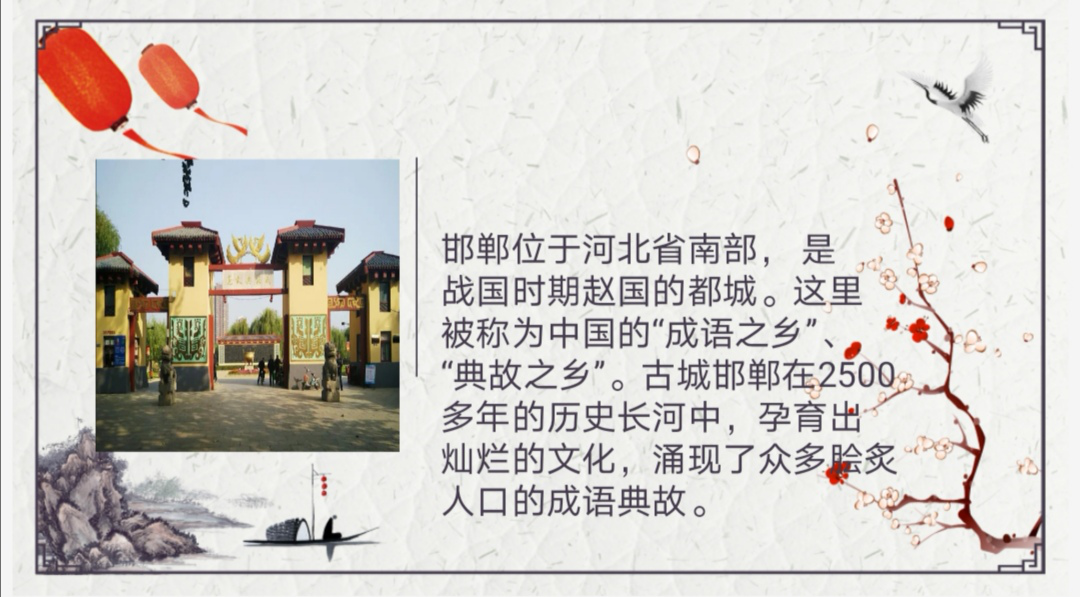 邯郸位于河北省南部， 是
战国时期赵国的都城。这里
被称为中国的“成语之乡”、
“典故之乡”。古城邯郸在2500
多年的历史长河中，孕育出
灿烂的文化，涌现了众多脍炙
人口的成语典故。